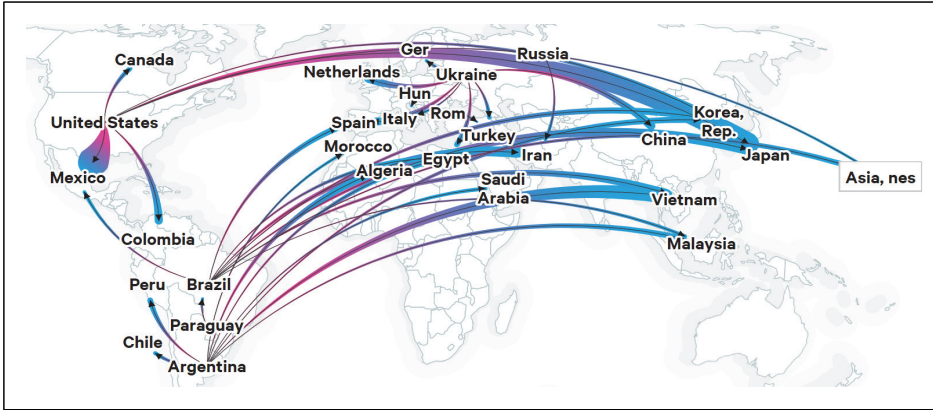 Canada
Ger
Russia
Netherlands
Ukraine
Hun
United States
Spain
Italy
Rom
Korea,
Rep.
Turkey
China
Morocco
Japan
Egypt
Iran
Algeria
Mexico
Asia, nes
Saudi
Arabia
Vietnam
Colombia
Malaysia
Peru
Brazil
Paraguay
Chile
Argentina